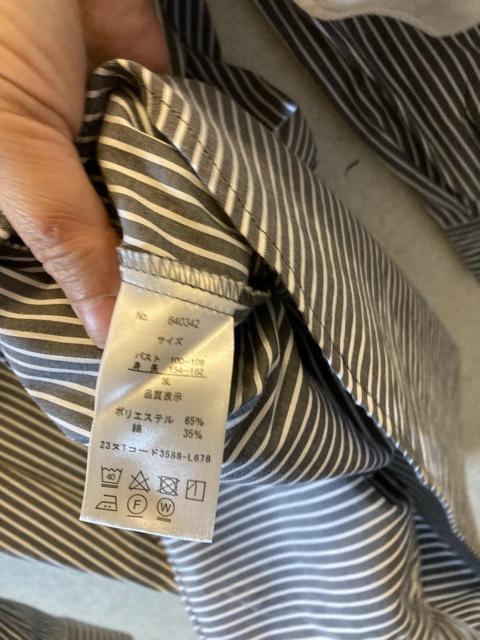 No. 640342
サイズ
バスト 100-108
身長 154-162
3L
品質表示
ポリエステル 65%
綿 35%
23ヌTコード3588-L678
40
F W